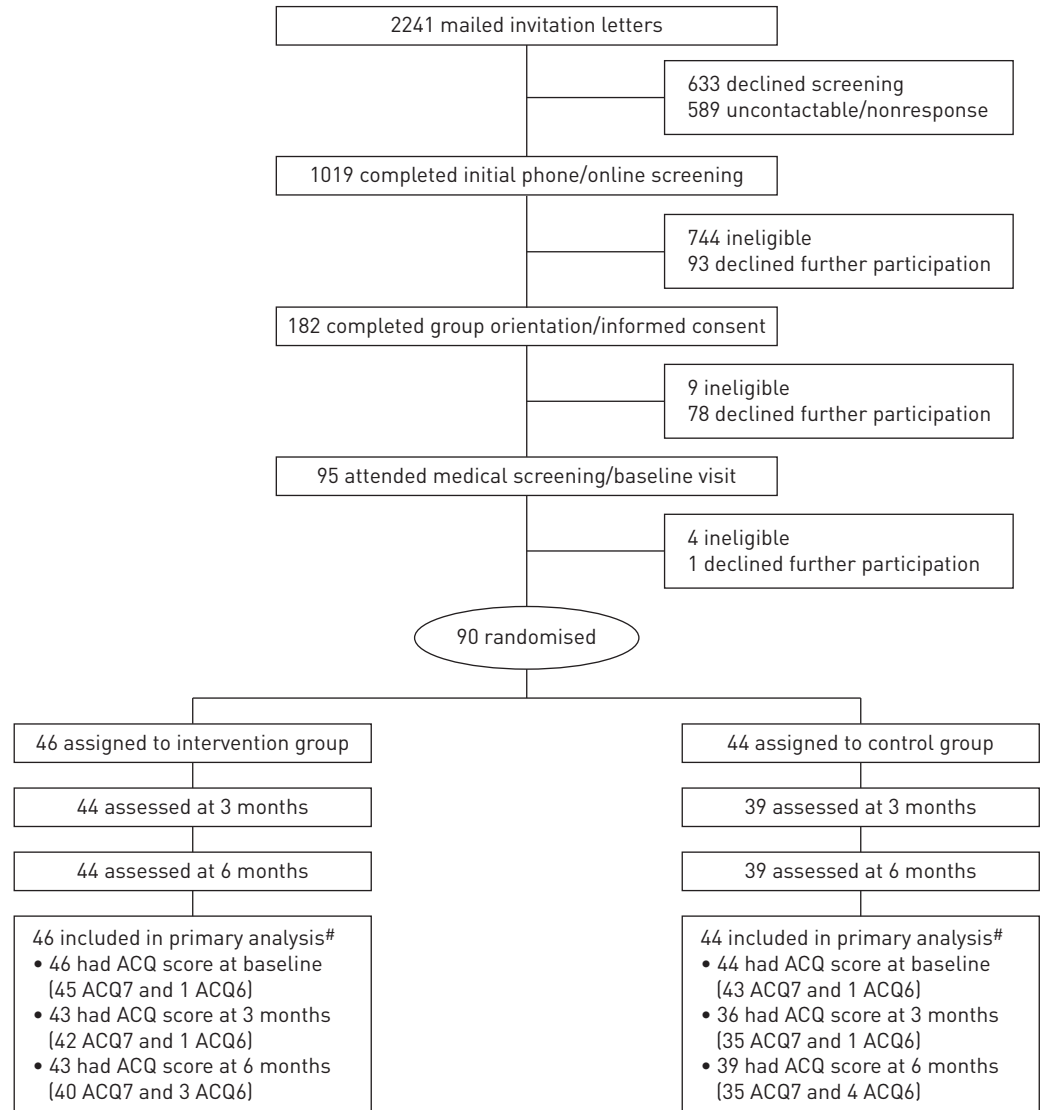 2241 mailed invitation letters
633 declined screening
589 uncontactable/nonresponse
1019 completed initial phone/online screening
744 ineligible
93 declined further participation
182 completed group orientation/informed consent
9 ineligible
78 declined further participation
95 attended medical screening/baseline visit
4 ineligible
1 declined further participation
90 randomised
46 assigned to intervention group
44 assessed at 3 months
44 assessed at 6 months
46 included in primary analysis#
• 46 had ACQ score at baseline
(45 ACQ7 and 1 ACQ6)
• 43 had ACQ score at 3 months
(42 ACQ7 and 1 ACQ6)
• 43 had ACQ score at 6 months
(40 ACQ7 and 3 ACQ6)
44 assigned to control group
39 assessed at 3 months
39 assessed at 6 months
44 included in primary analysis#
• 44 had ACQ score at baseline
(43 ACQ7 and 1 ACQ6)
• 36 had ACQ score at 3 months
(35 ACQ7 and 1 ACQ6)
• 39 had ACQ score at 6 months
(35 ACQ7 and 4 ACQ6)